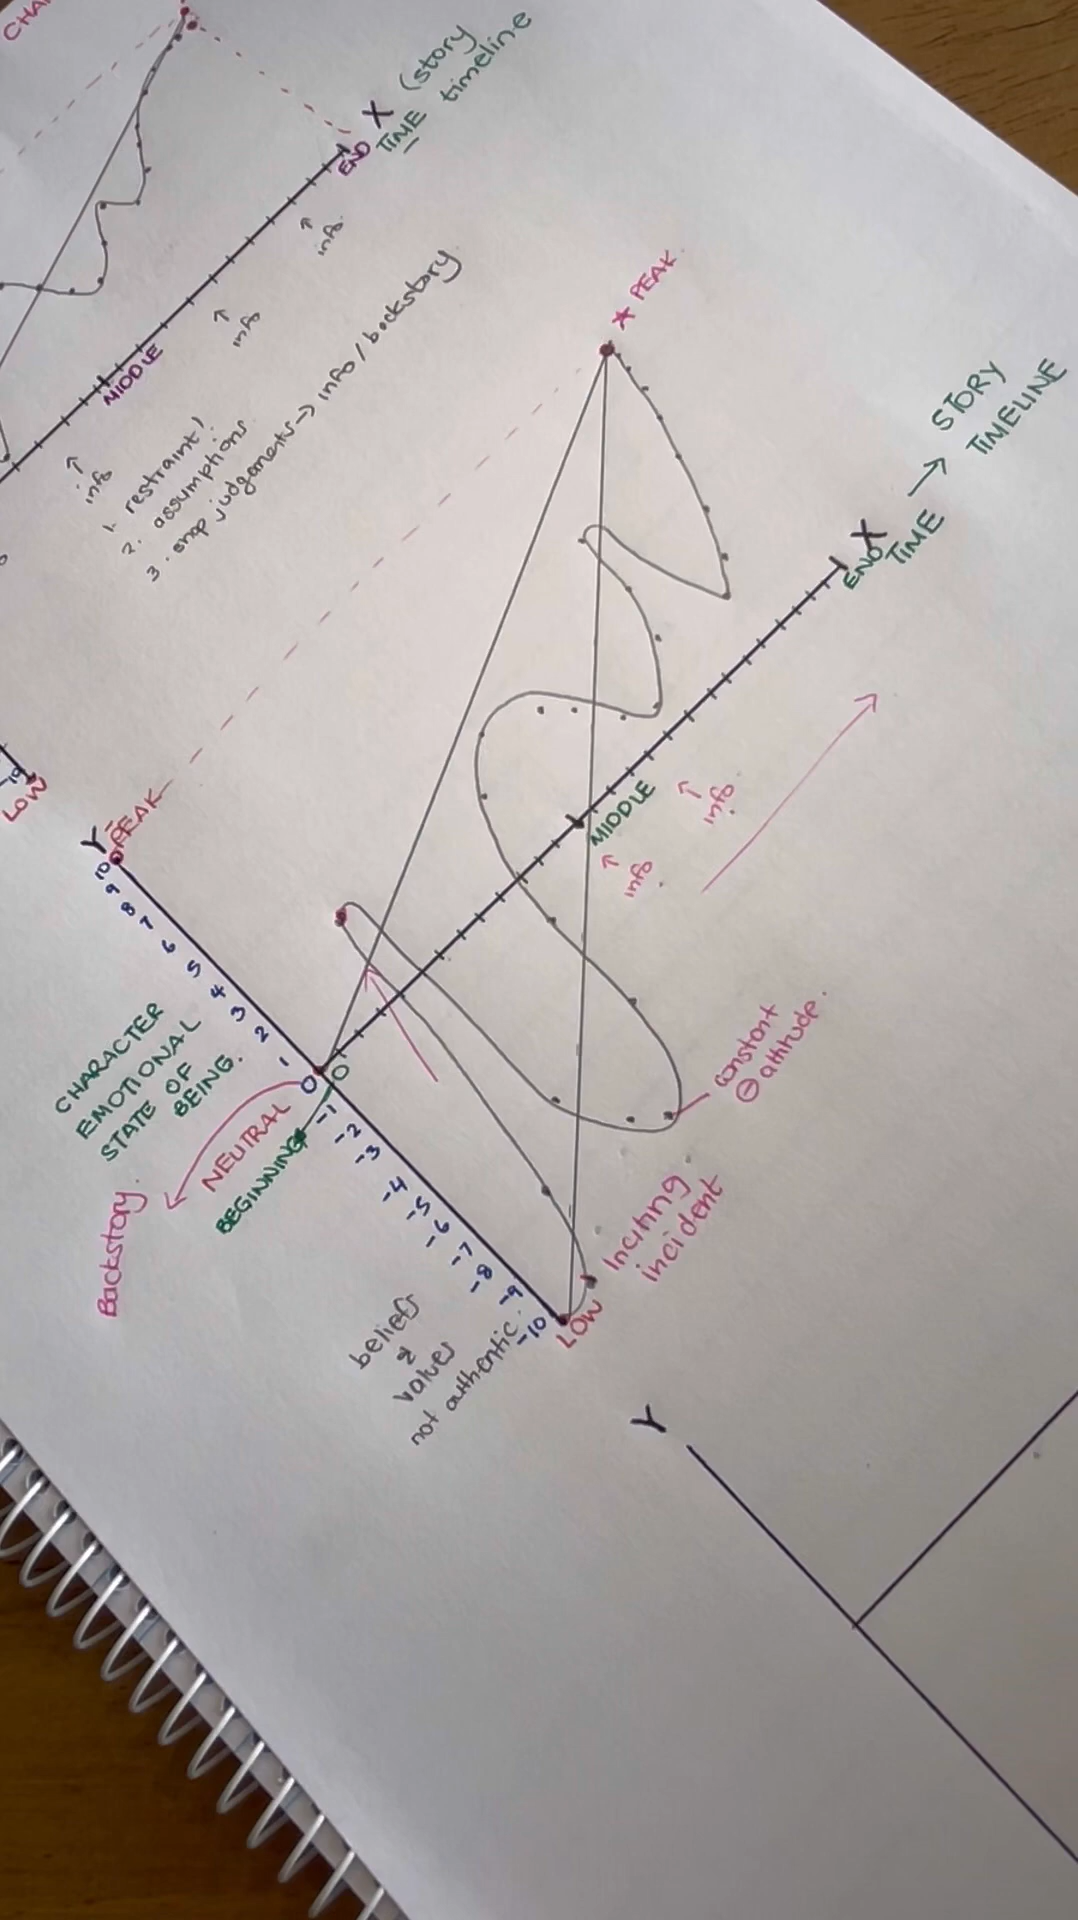 CHA
X
(story
TIME timeline
END
↑
info
↑
info
MIDDLE
↑
info
1. restraint!
2. assumptions
3. snap judgements → info / backstory
-10
LOW
* PEAK
→ STORY
TIMELINE
X
END TIME
MIDDLE
↑
info
↑
info
Y PEAK
10
9
8
7
6
5
4
3
2
1
0
0
-1
-2
-3
-4
-5
-6
-7
-8
-9
-10
LOW
CHARACTER
EMOTIONAL
STATE OF
BEING.
NEUTRAL
BEGINNING
Backstory.
constant
⊖ attitude.
Inciting
incident
beliefs
&
values
not authentic.
Y